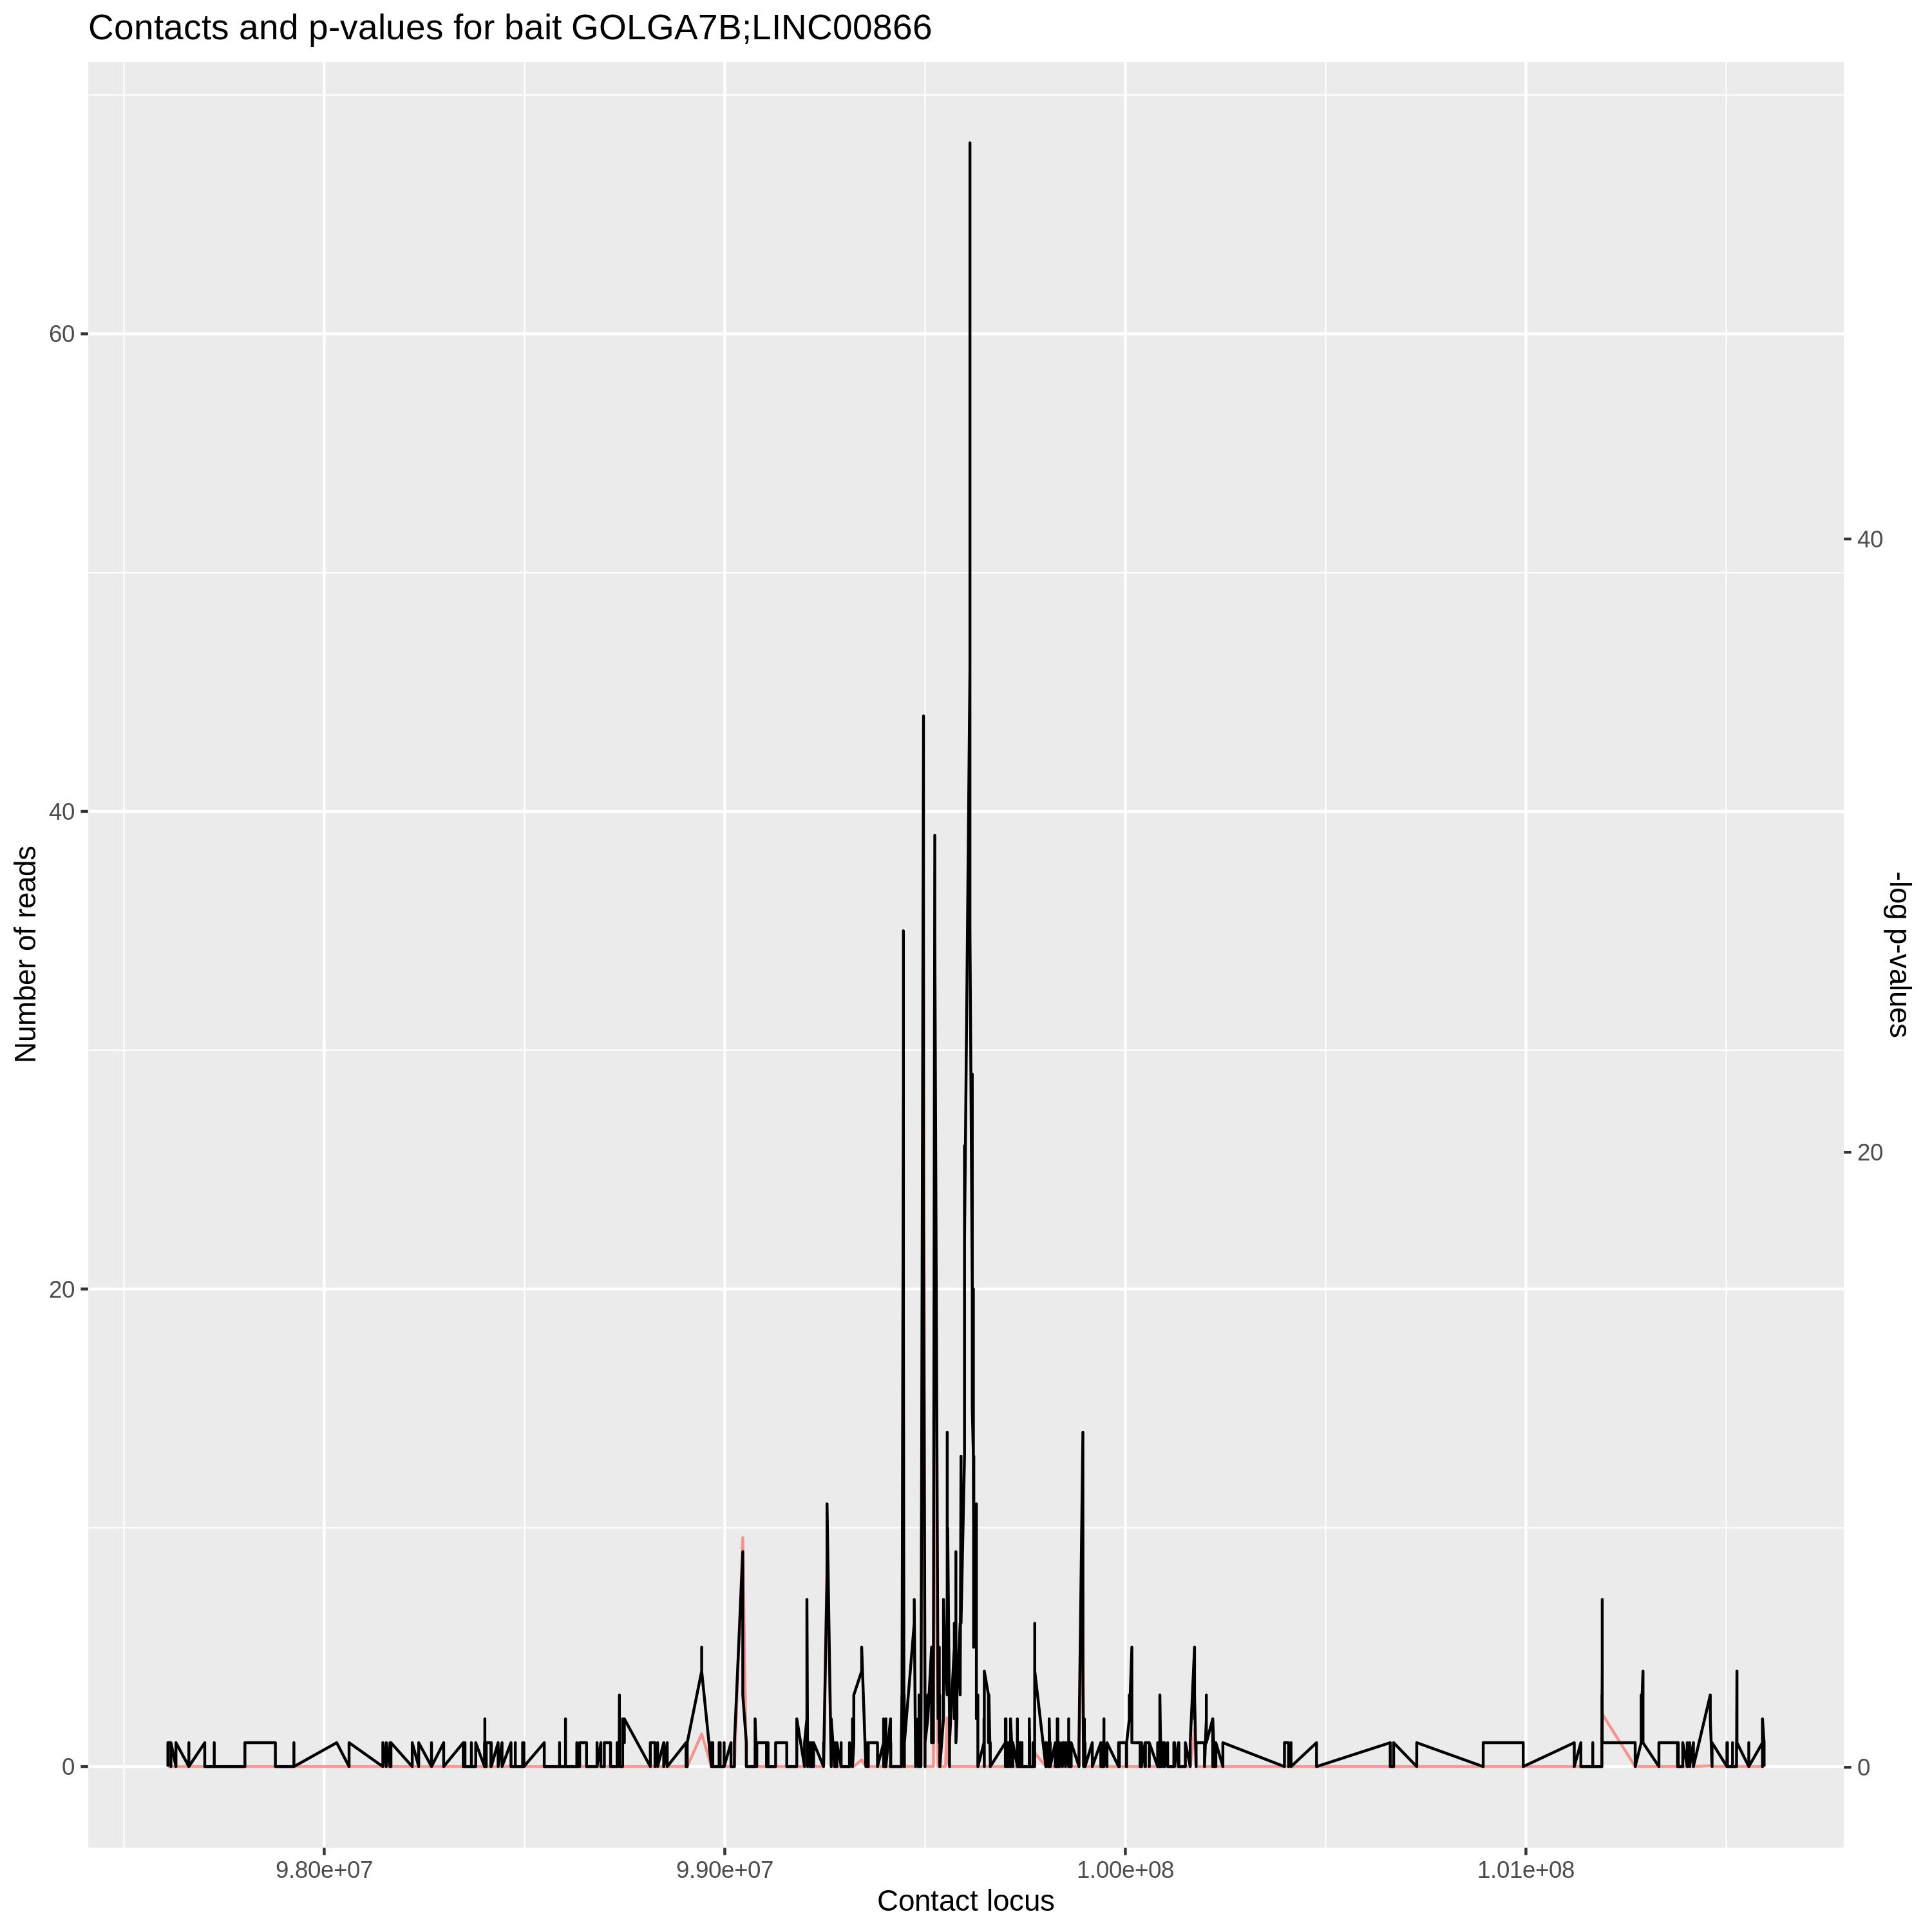 Contacts and p-values for bait GOLGA7B;LINC00866
60
40
20
0
Number of reads
40
20
0
-log p-values
9.80e+07
9.90e+07
1.00e+08
1.01e+08
Contact locus